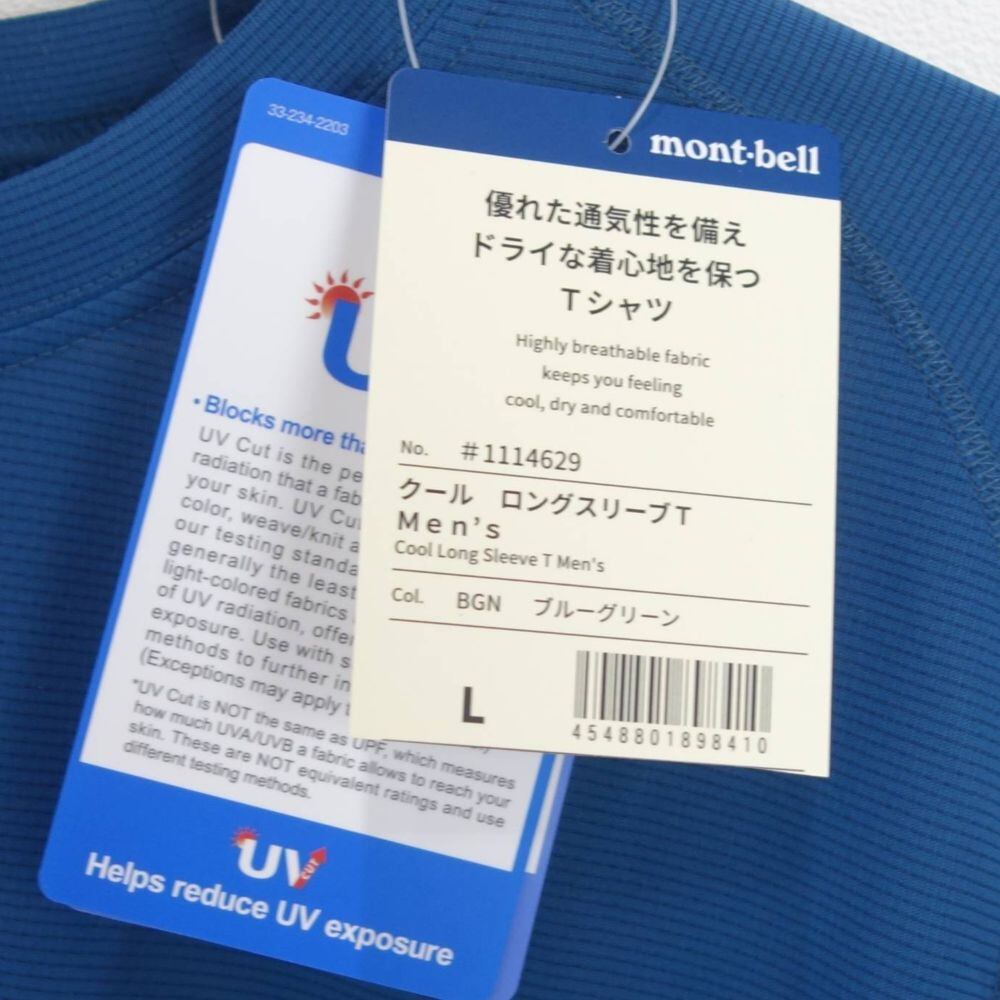 33-234-2203
• Blocks more
UV Cut is the
radiation that a
your skin. UV
color, weave/knit
our testing
generally the least
light-colored fabrics
of UV radiation,
exposure. Use with
methods to further
(Exceptions may apply
*UV Cut is NOT the same as UPF, which measures
how much UVA/UVB a fabric allows to reach your
skin. These are NOT equivalent ratings and use
different testing methods.
UV CUT
Helps reduce UV exposure
mont·bell
優れた通気性を備え
ドライな着心地を保つ
Tシャツ
Highly breathable fabric
keeps you feeling
cool, dry and comfortable
No. #1114629
クール ロングスリーブT
Men's
Cool Long Sleeve T Men's
Col. BGN ブルーグリーン
L
4548801898410